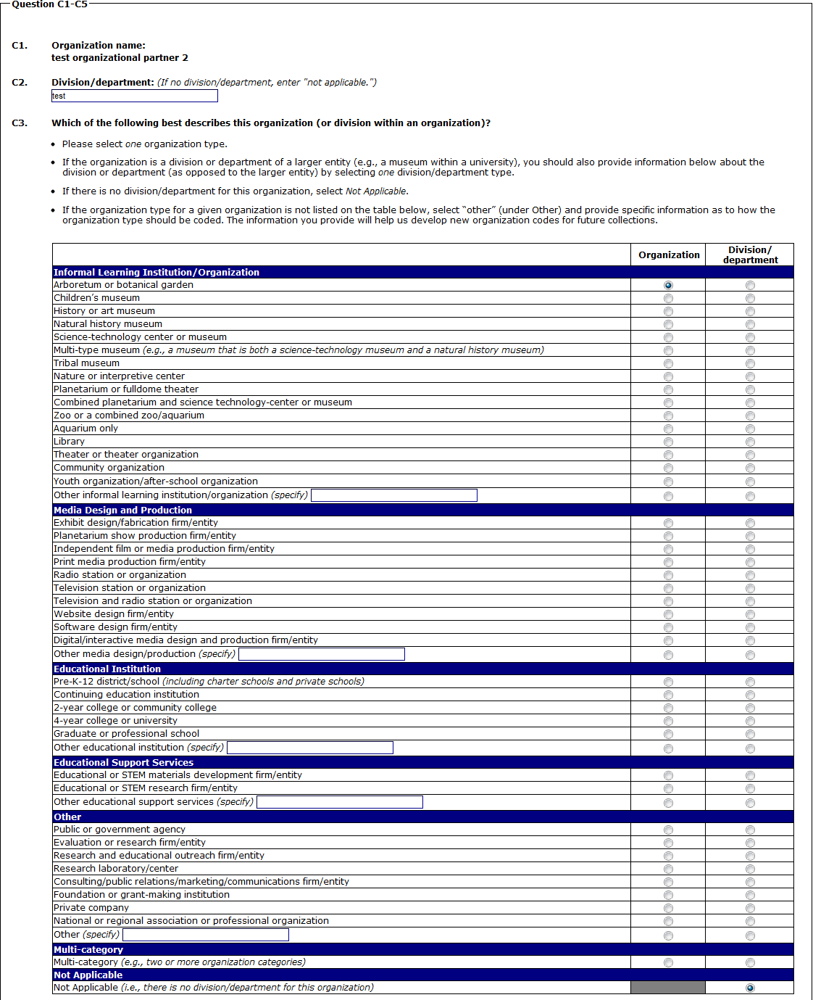 Question C1-C5
C1. Organization name:
test organizational partner 2
C2. Division/department: (If no division/department, enter "not applicable.")
test
C3. Which of the following best describes this organization (or division within an organization)?
• Please select one organization type.
• If the organization is a division or department of a larger entity (e.g., a museum within a university), you should also provide information below about the
division or department (as opposed to the larger entity) by selecting one division/department type.
• If there is no division/department for this organization, select Not Applicable.
• If the organization type for a given organization is not listed on the table below, select “other” (under Other) and provide specific information as to how the
organization type should be coded. The information you provide will help us develop new organization codes for future collections.
Organization Division/
department
Informal Learning Institution/Organization
Arboretum or botanical garden
Children's museum
History or art museum
Natural history museum
Science-technology center or museum
Multi-type museum (e.g., a museum that is both a science-technology museum and a natural history museum)
Tribal museum
Nature or interpretive center
Planetarium or fulldome theater
Combined planetarium and science technology-center or museum
Zoo or a combined zoo/aquarium
Aquarium only
Library
Theater or theater organization
Community organization
Youth organization/after-school organization
Other informal learning institution/organization (specify)
Media Design and Production
Exhibit design/fabrication firm/entity
Planetarium show production firm/entity
Independent film or media production firm/entity
Print media production firm/entity
Radio station or organization
Television station or organization
Television and radio station or organization
Website design firm/entity
Software design firm/entity
Digital/interactive media design and production firm/entity
Other media design/production (specify)
Educational Institution
Pre-K-12 district/school (including charter schools and private schools)
Continuing education institution
2-year college or community college
4-year college or university
Graduate or professional school
Other educational institution (specify)
Educational Support Services
Educational or STEM materials development firm/entity
Educational or STEM research firm/entity
Other educational support services (specify)
Other
Public or government agency
Evaluation or research firm/entity
Research and educational outreach firm/entity
Research laboratory/center
Consulting/public relations/marketing/communications firm/entity
Foundation or grant-making institution
Private company
National or regional association or professional organization
Other (specify)
Multi-category
Multi-category (e.g., two or more organization categories)
Not Applicable
Not Applicable (i.e., there is no division/department for this organization)